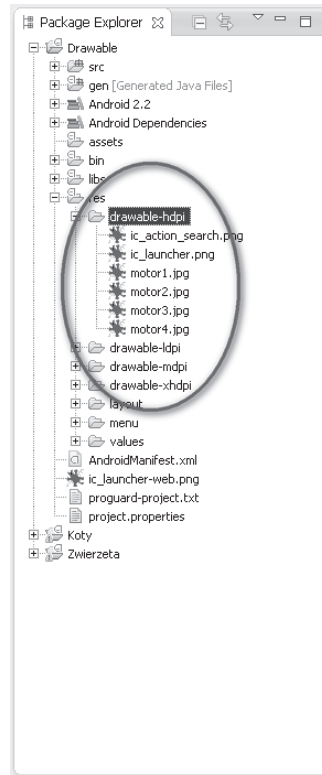 Package Explorer
Drawable
src
gen [Generated Java Files]
Android 2.2
Android Dependencies
assets
bin
libs
res
drawable-hdpi
ic_action_search.png
ic_launcher.png
motor1.jpg
motor2.jpg
motor3.jpg
motor4.jpg
drawable-ldpi
drawable-mdpi
drawable-xhdpi
layout
menu
values
AndroidManifest.xml
ic_launcher-web.png
proguard-project.txt
project.properties
Koty
Zwierzeta